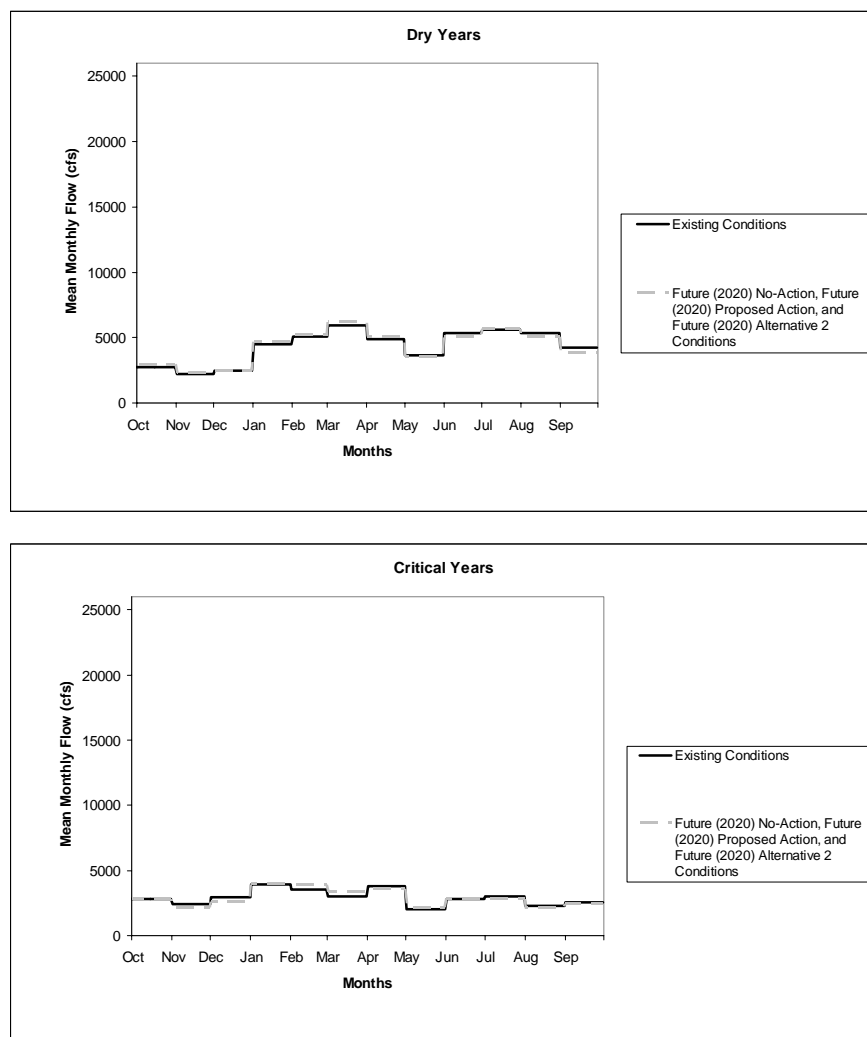 Dry Years
25000
20000
15000
10000
5000
0
Mean Monthly Flow (cfs)
Oct Nov Dec Jan Feb Mar Apr May Jun Jul Aug Sep
Months
Existing Conditions
Future (2020) No-Action, Future
(2020) Proposed Action, and
Future (2020) Alternative 2
Conditions
Critical Years
25000
20000
15000
10000
5000
0
Mean Monthly Flow (cfs)
Oct Nov Dec Jan Feb Mar Apr May Jun Jul Aug Sep
Months
Existing Conditions
Future (2020) No-Action, Future
(2020) Proposed Action, and
Future (2020) Alternative 2
Conditions